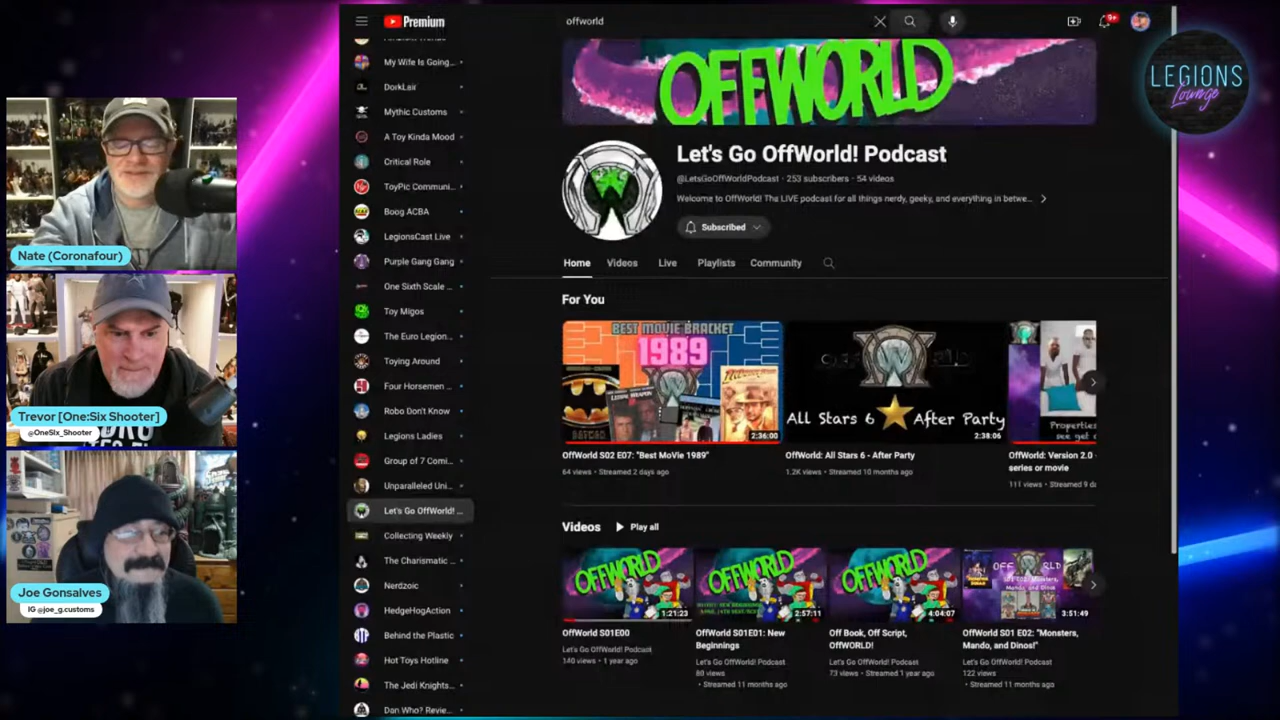 Premium
offworld
9+
LEGIONS
Lounge
My Wife Is Going...
DorkLair
Mythic Customs
A Toy Kinda Mood
Critical Role
ToyPic Communi...
Boog ACBA
LegionsCast Live
Purple Gang Gang
One Sixth Scale ...
Toy Migos
The Euro Legion...
Toying Around
Four Horsemen ...
Robo Don't Know
Legions Ladies
Group of 7 Comi...
Unparalleled Uni...
Let's Go OffWorld! ...
Collecting Weekly
The Charismatic ...
Nerdzoic
HedgeHogAction
Behind the Plastic
Hot Toys Hotline
The Jedi Knights...
Dan Who? Revie...
Nate (Coronafour)
Trevor [One:Six Shooter]
@OneSix_Shooter
Joe Gonsalves
IG @joe_g.customs
OFFWORLD
Let's Go OffWorld! Podcast
@LetsGoOffWorldPodcast · 253 subscribers · 54 videos
Welcome to OffWorld! The LIVE podcast for all things nerdy, geeky, and everything in betwe...
Subscribed
Home Videos Live Playlists Community
For You
BEST MOVIE BRACKET
1989
2:36:00
OffWorld S02 E07: "Best MoVie 1989"
64 views • Streamed 2 days ago
All Stars 6 After Party
2:38:06
OffWorld: All Stars 6 - After Party
1.2K views • Streamed 10 months ago
Properties
see get a
OffWorld: Version 2.0 -
series or movie
111 views • Streamed 9 da
Videos Play all
OFFWORLD
1:21:23
OffWorld S01E00
Let's Go OffWorld! Podcast
140 views • 1 year ago
OFFWORLD
2:57:11
OffWorld S01E01: New
Beginnings
Let's Go OffWorld! Podcast
80 views
• Streamed 11 months ago
OFFWORLD
4:04:07
Off Book, Off Script,
OffWORLD!
Let's Go OffWorld! Podcast
73 views • Streamed 1 year ago
3:51:49
OffWorld S01 E02: "Monsters,
Mando, and Dinos!"
Let's Go OffWorld! Podcast
122 views
• Streamed 11 months ago